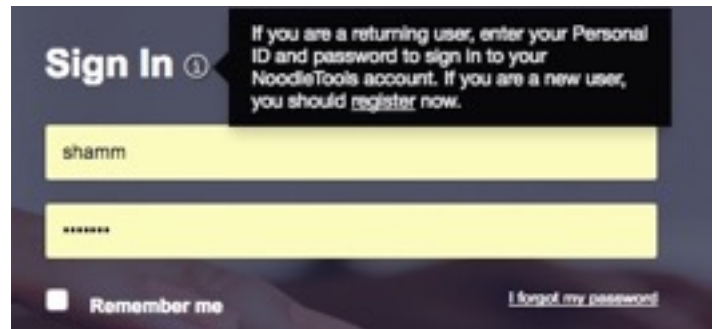 Sign In
If you are a returning user, enter your Personal
ID and password to sign in to your
NoodleTools account. If you are a new user,
you should register now.
shamm
•••••••
Remember me
I forgot my password